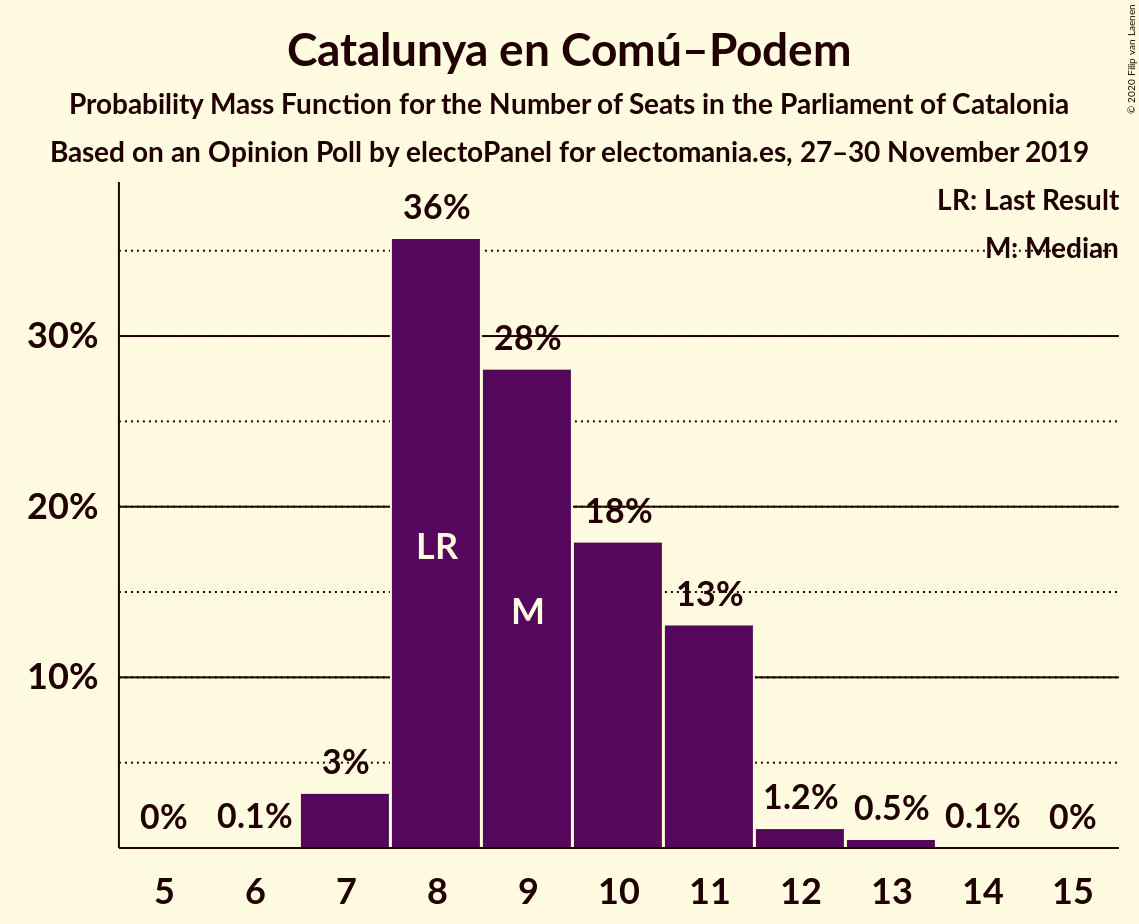 Catalunya en Comú–Podem
Probability Mass Function for the Number of Seats in the Parliament of Catalonia
Based on an Opinion Poll by electoPanel for electomania.es, 27–30 November 2019
© 2020 Filip van Laenen
LR: Last Result
M: Median
36%
30%
28%
20%
18%
LR
13%
M
10%
3%
0%
0.1%
1.2%
0.5%
0.1%
0%
5 6 7 8 9 10 11 12 13 14 15